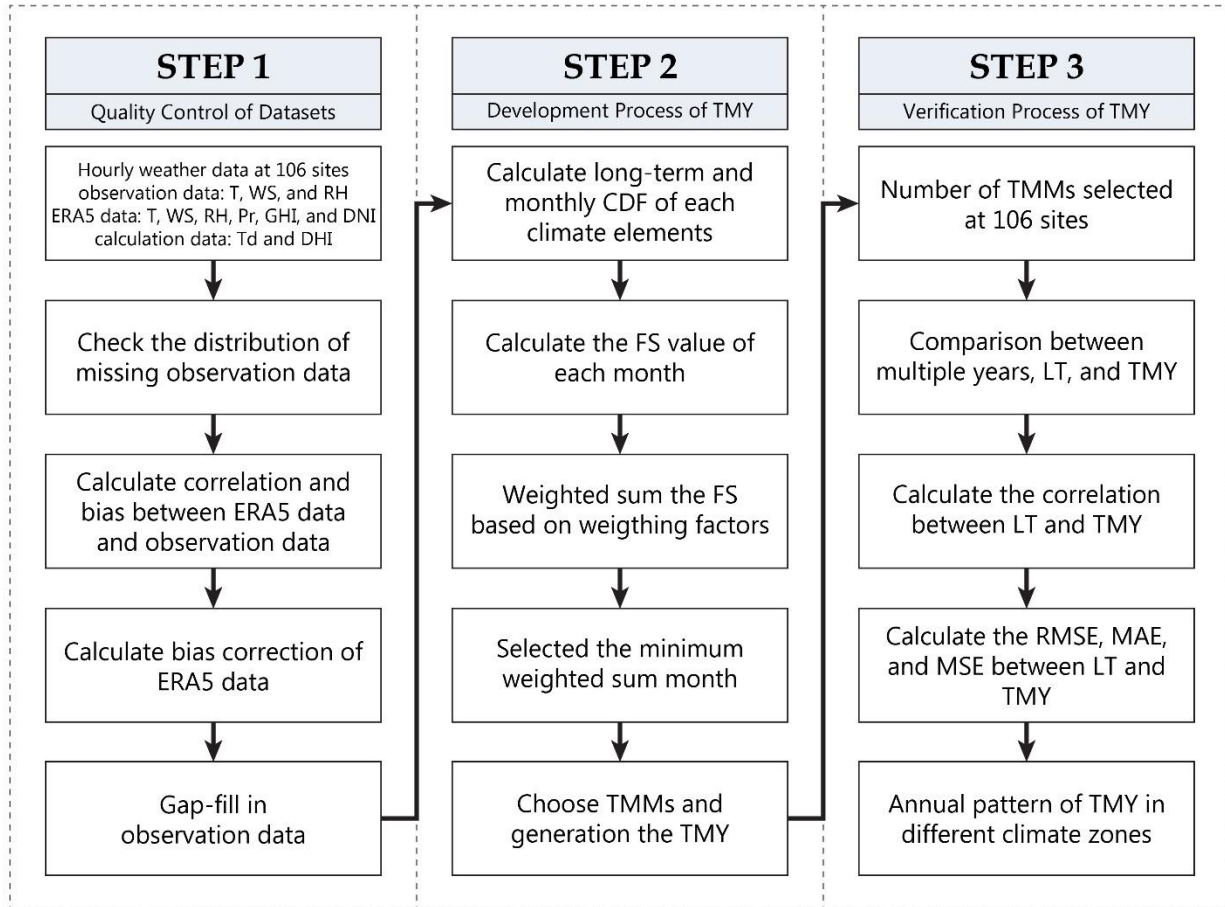 STEP 1
Quality Control of Datasets
Hourly weather data at 106 sites
observation data: T, WS, and RH
ERA5 data: T, WS, RH, Pr, GHI, and DNI
calculation data: Td and DHI
Check the distribution of
missing observation data
Calculate correlation and
bias between ERA5 data
and observation data
Calculate bias correction of
ERA5 data
Gap-fill in
observation data
STEP 2
Development Process of TMY
Calculate long-term and
monthly CDF of each
climate elements
Calculate the FS value of
each month
Weighted sum the FS
based on weigthing factors
Selected the minimum
weighted sum month
Choose TMMs and
generation the TMY
STEP 3
Verification Process of TMY
Number of TMMs selected
at 106 sites
Comparison between
multiple years, LT, and TMY
Calculate the correlation
between LT and TMY
Calculate the RMSE, MAE,
and MSE between LT and
TMY
Annual pattern of TMY in
different climate zones